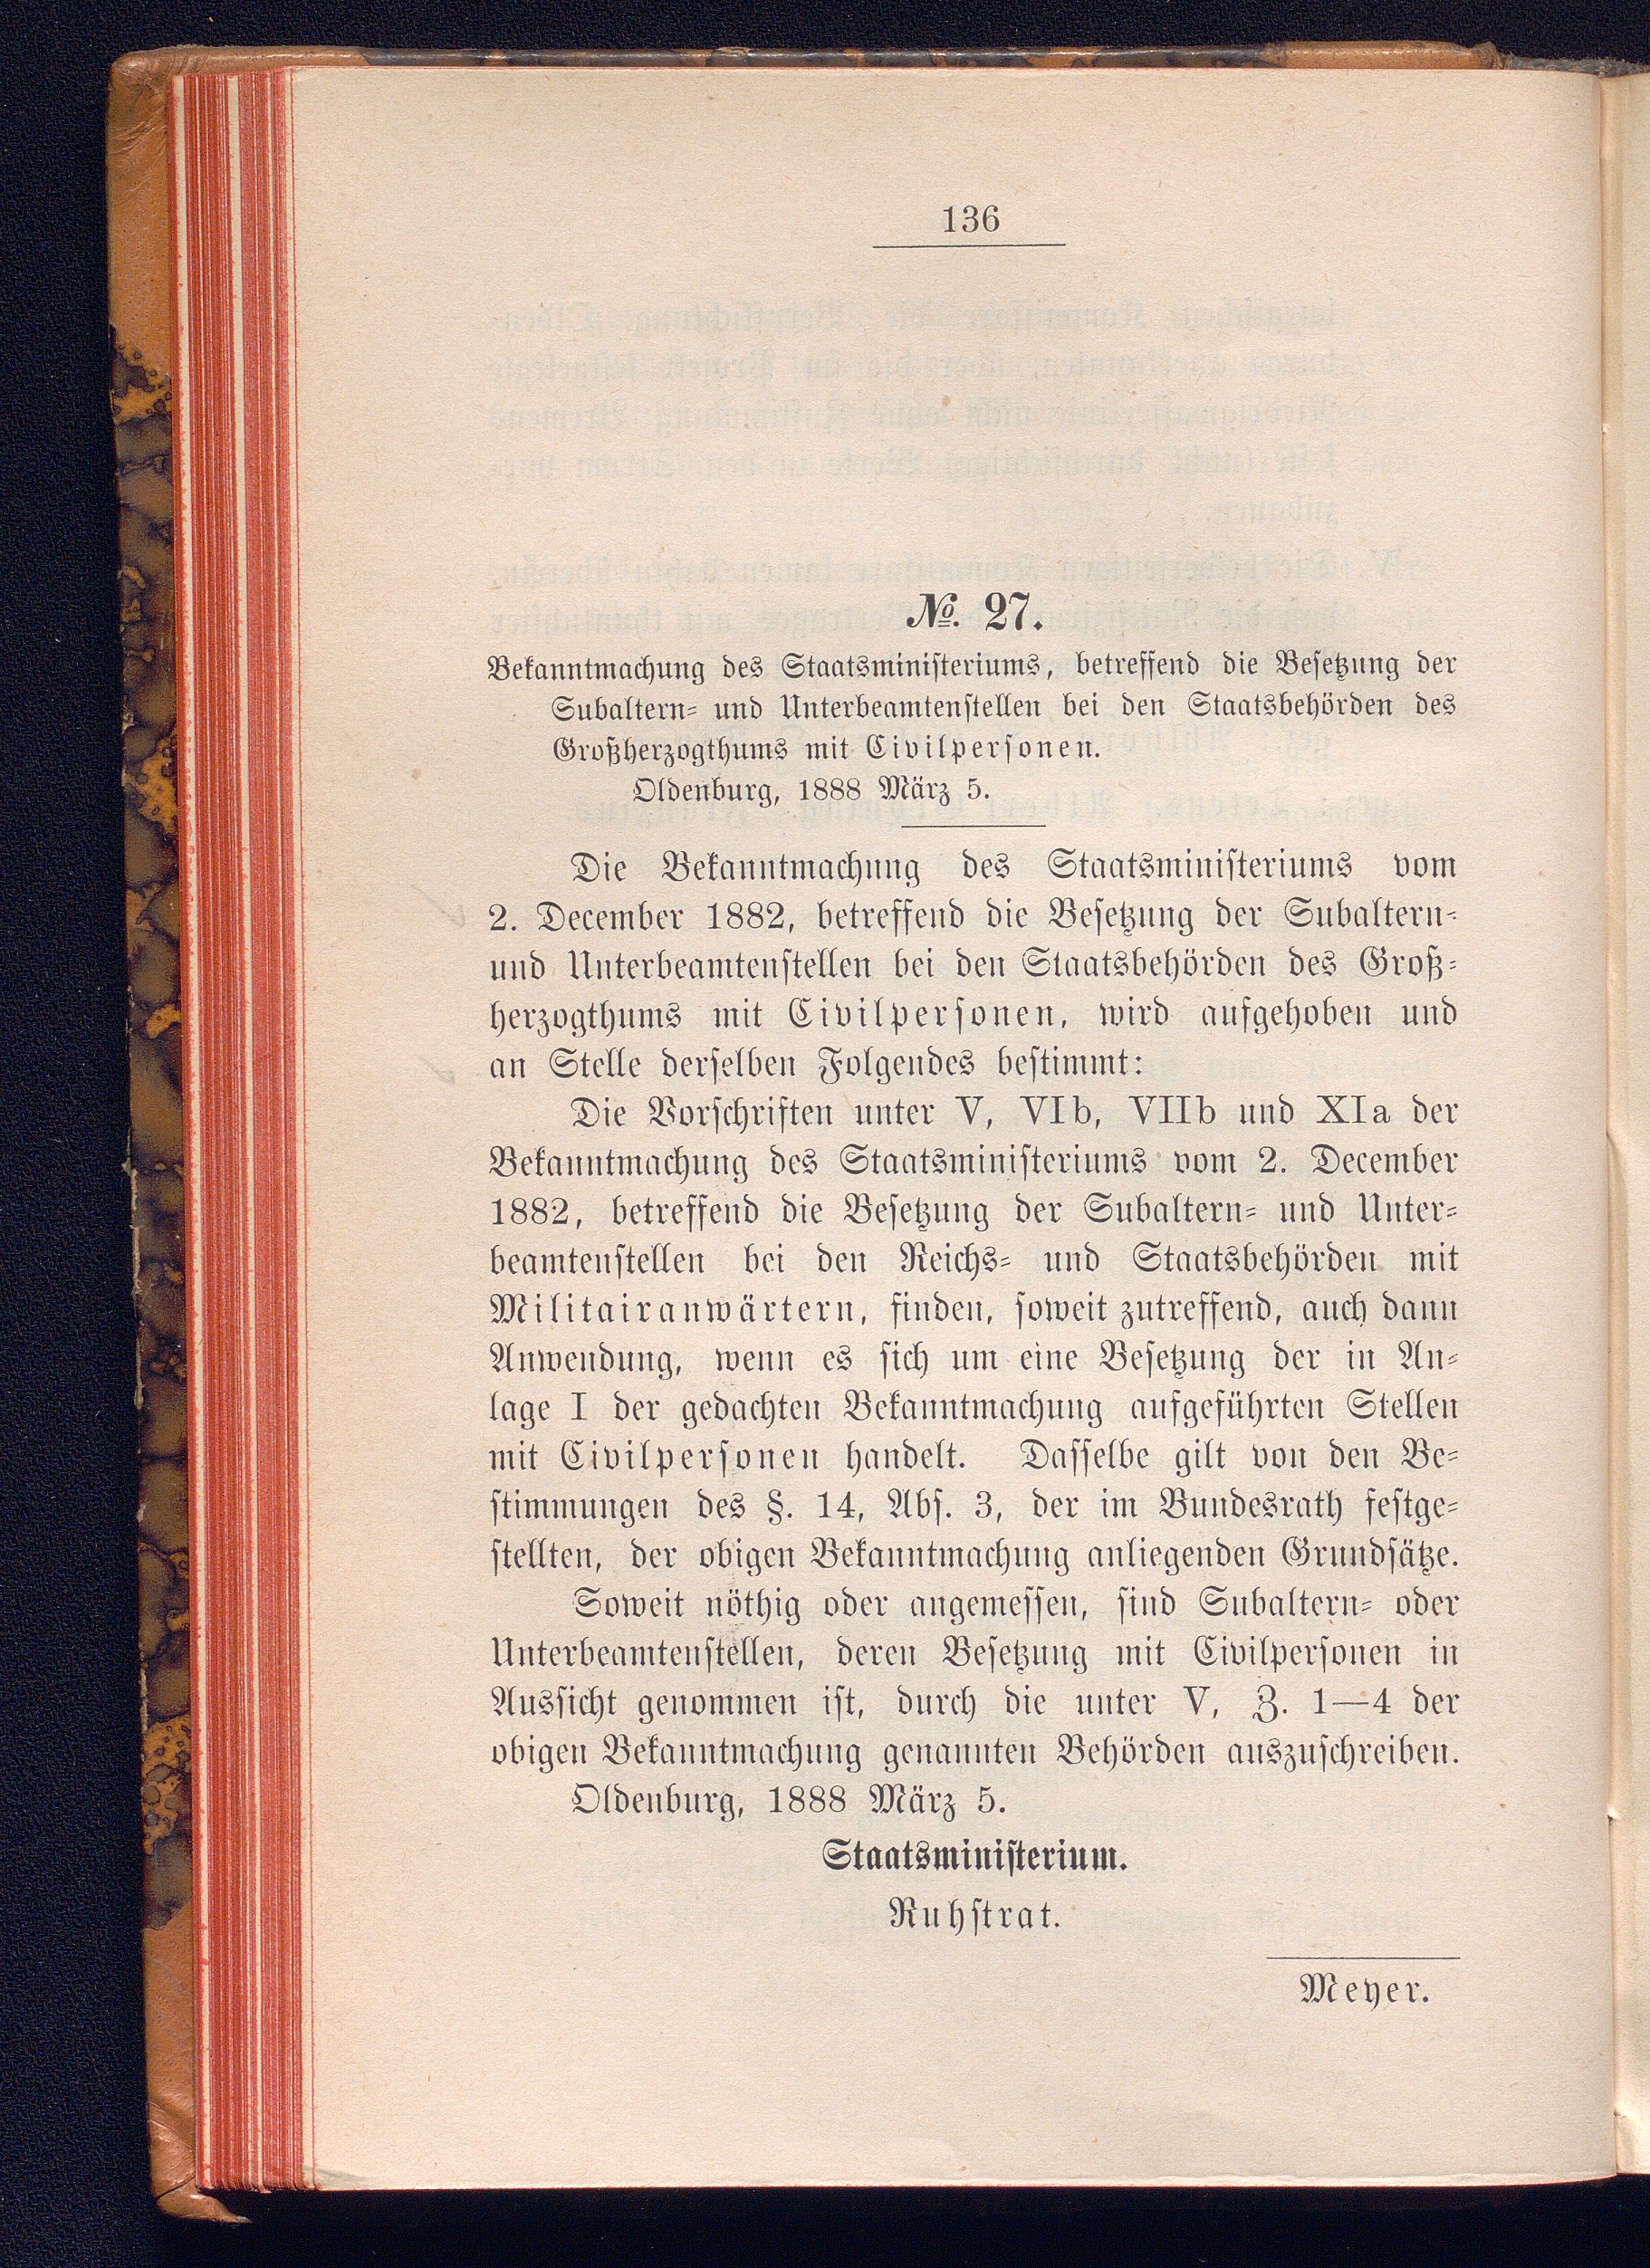 136
No. 27.
Bekanntmachung des Staatsministeriums, betreffend die Besetzung der
Subaltern- und Unterbeamtenstellen bei den Staatsbehörden des
Großherzogthums mit Civilpersonen.
Oldenburg, 1888 März 5.
Die Bekanntmachung des Staatsministeriums vom
2. December 1882, betreffend die Besetzung der Subaltern-
und Unterbeamtenstellen bei den Staatsbehörden des Groß-
herzogthums mit Civilpersonen, wird aufgehoben und
an Stelle derselben Folgendes bestimmt:
Die Vorschriften unter V, VIb, VIIb und XIa der
Bekanntmachung des Staatsministeriums vom 2. December
1882, betreffend die Besetzung der Subaltern- und Unter-
beamtenstellen bei den Reichs- und Staatsbehörden mit
Militairanwärtern, finden, soweit zutreffend, auch dann
Anwendung, wenn es sich um eine Besetzung der in An-
lage I der gedachten Bekanntmachung aufgeführten Stellen
mit Civilpersonen handelt. Dasselbe gilt von den Be-
stimmungen des §. 14, Abs. 3, der im Bundesrath festge-
stellten, der obigen Bekanntmachung anliegenden Grundsätze.
Soweit nöthig oder angemessen, sind Subaltern- oder
Unterbeamtenstellen, deren Besetzung mit Civilpersonen in
Aussicht genommen ist, durch die unter V, Z. 1—4 der
obigen Bekanntmachung genannten Behörden auszuschreiben.
Oldenburg, 1888 März 5.
Staatsministerium.
Ruhstrat.
Meyer.